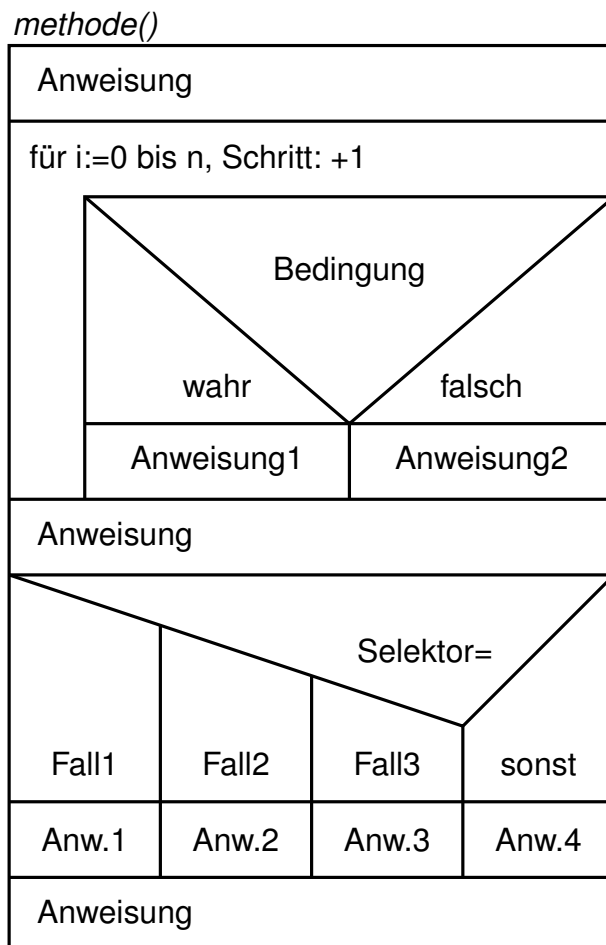 methode()
Anweisung
für i:=0 bis n, Schritt: +1
Bedingung
wahr falsch
Anweisung1 Anweisung2
Anweisung
Selektor=
Fall1 Fall2 Fall3 sonst
Anw.1 Anw.2 Anw.3 Anw.4
Anweisung